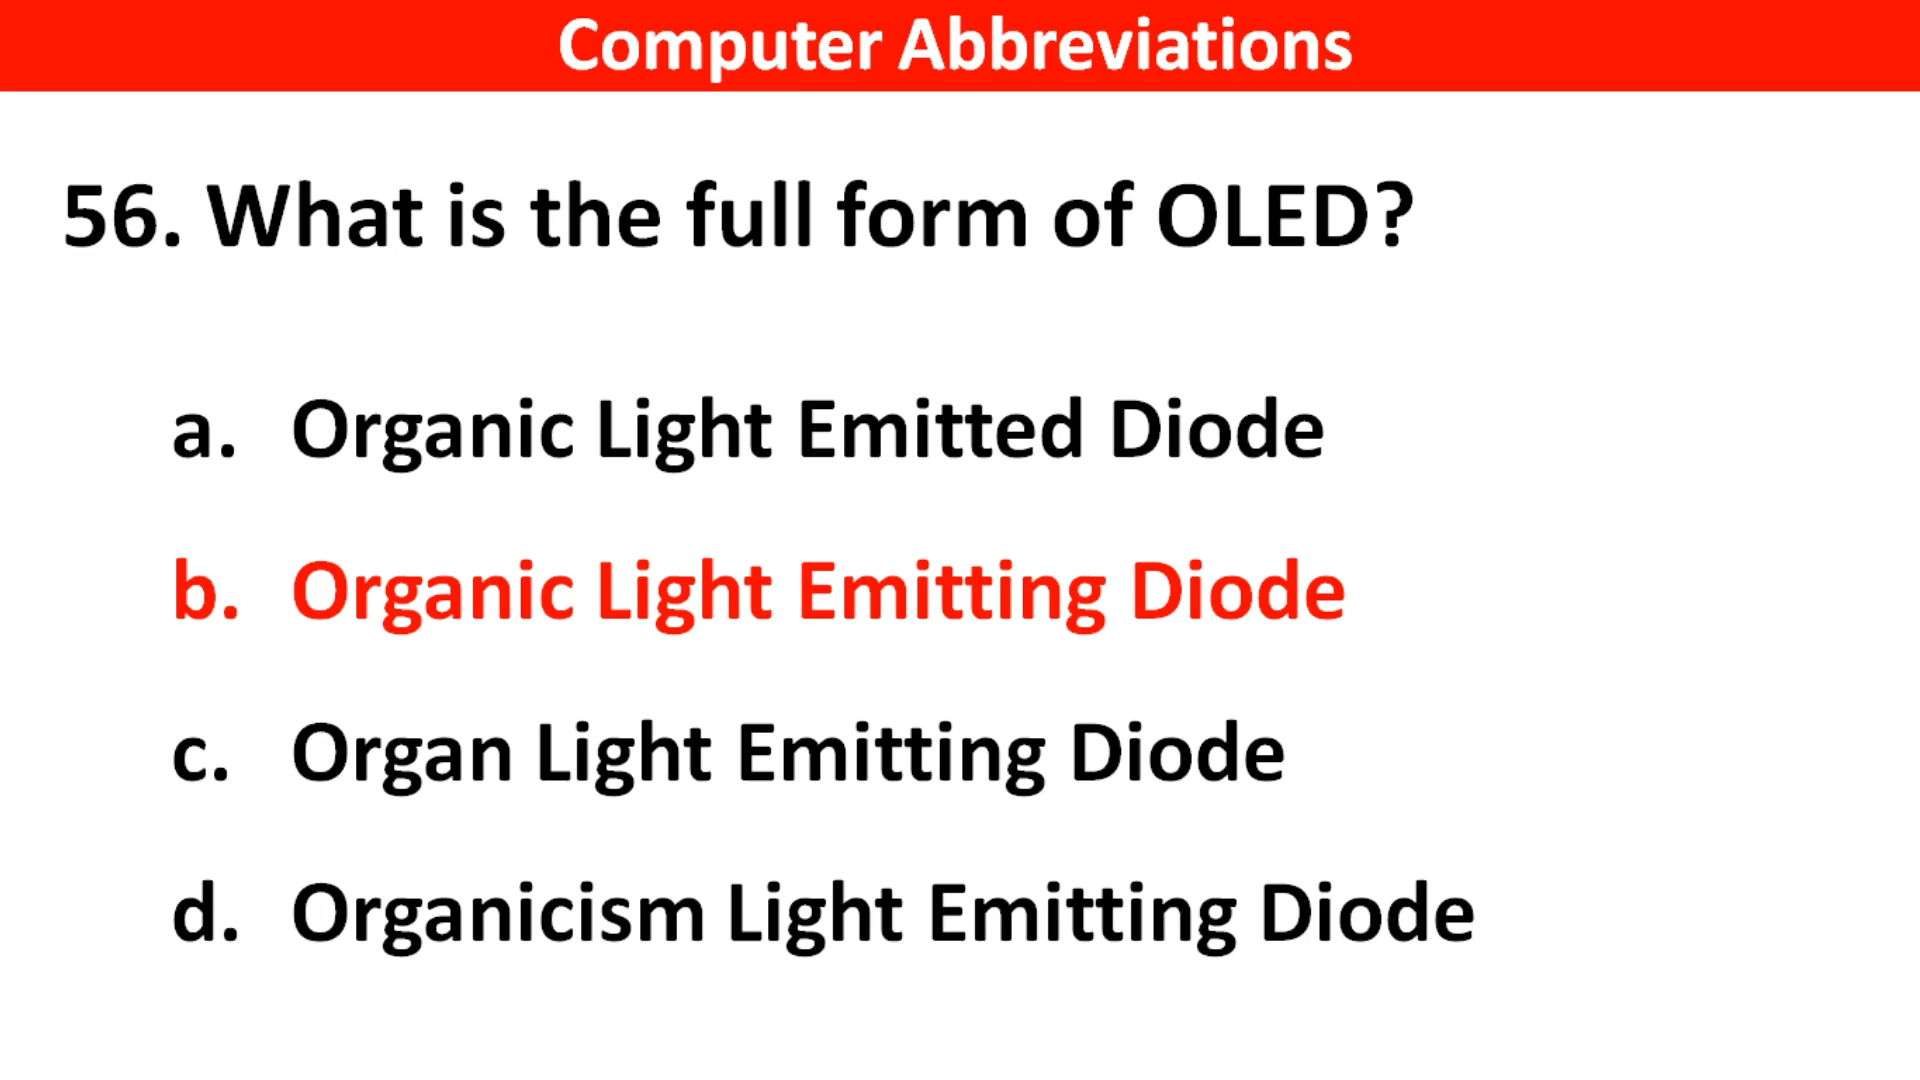 Computer Abbreviations
56. What is the full form of OLED?
a. Organic Light Emitted Diode
b. Organic Light Emitting Diode
c. Organ Light Emitting Diode
d. Organicism Light Emitting Diode